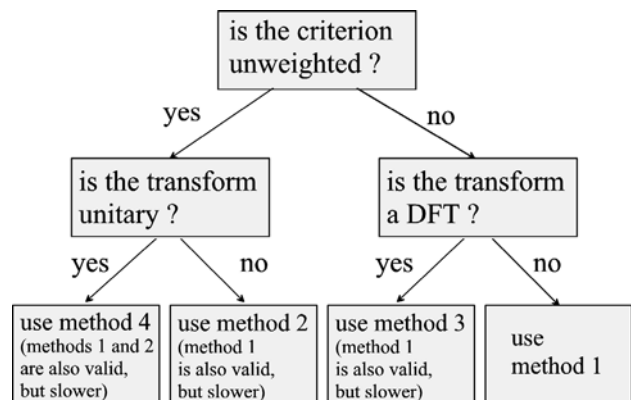 is the criterion
unweighted ?
yes
no
is the transform
unitary ?
is the transform
a DFT ?
yes
no
yes
no
use method 4
(methods 1 and 2
are also valid,
but slower)
use method 2
(method 1
is also valid,
but slower)
use method 3
(method 1
is also valid,
but slower)
use
method 1